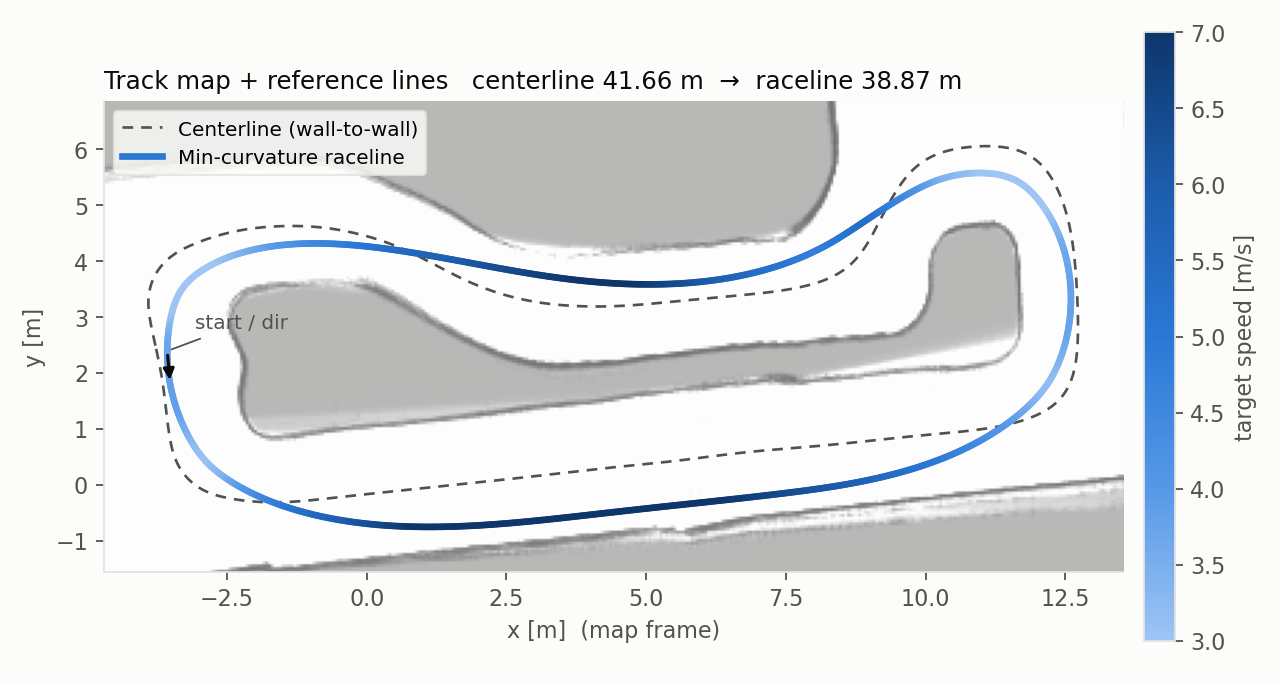 Track map + reference lines   centerline 41.66 m  →  raceline 38.87 m
Centerline (wall-to-wall)
Min-curvature raceline
start / dir
y [m]
6
5
4
3
2
1
0
−1
−2.5 0.0 2.5 5.0 7.5 10.0 12.5
x [m]  (map frame)
7.0
6.5
6.0
5.5
5.0
4.5
4.0
3.5
3.0
target speed [m/s]